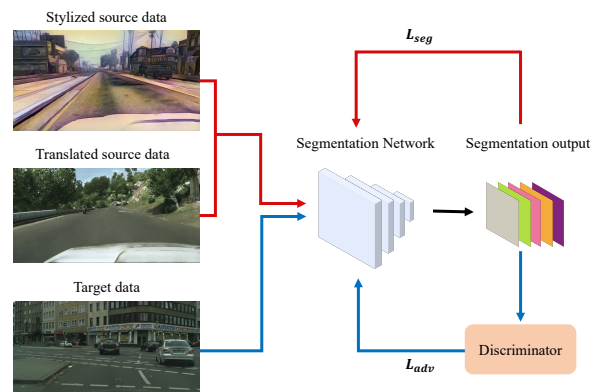 Stylized source data
L_seg
Segmentation Network
Segmentation output
Translated source data
Target data
L_adv
Discriminator